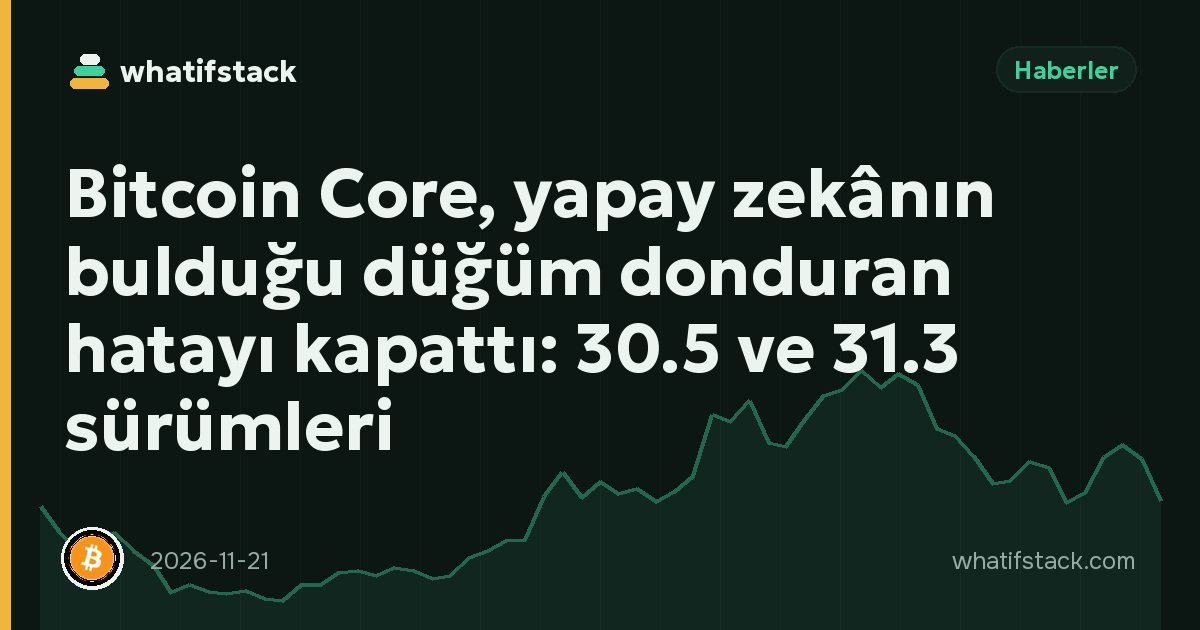 whatifstack
Haberler
Bitcoin Core, yapay zekânın
bulduğu düğüm donduran
hatayı kapattı: 30.5 ve 31.3
sürümleri
2026-11-21
whatifstack.com